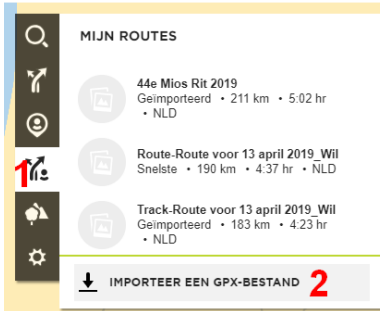 MIJN ROUTES
44e Mios Rit 2019
Geïmporteerd • 211 km • 5:02 hr
• NLD
Route-Route voor 13 april 2019_Wil
Snelste • 190 km • 4:37 hr • NLD
1
Track-Route voor 13 april 2019_Wil
Geïmporteerd • 183 km • 4:23 hr
• NLD
IMPORTEER EEN GPX-BESTAND 2